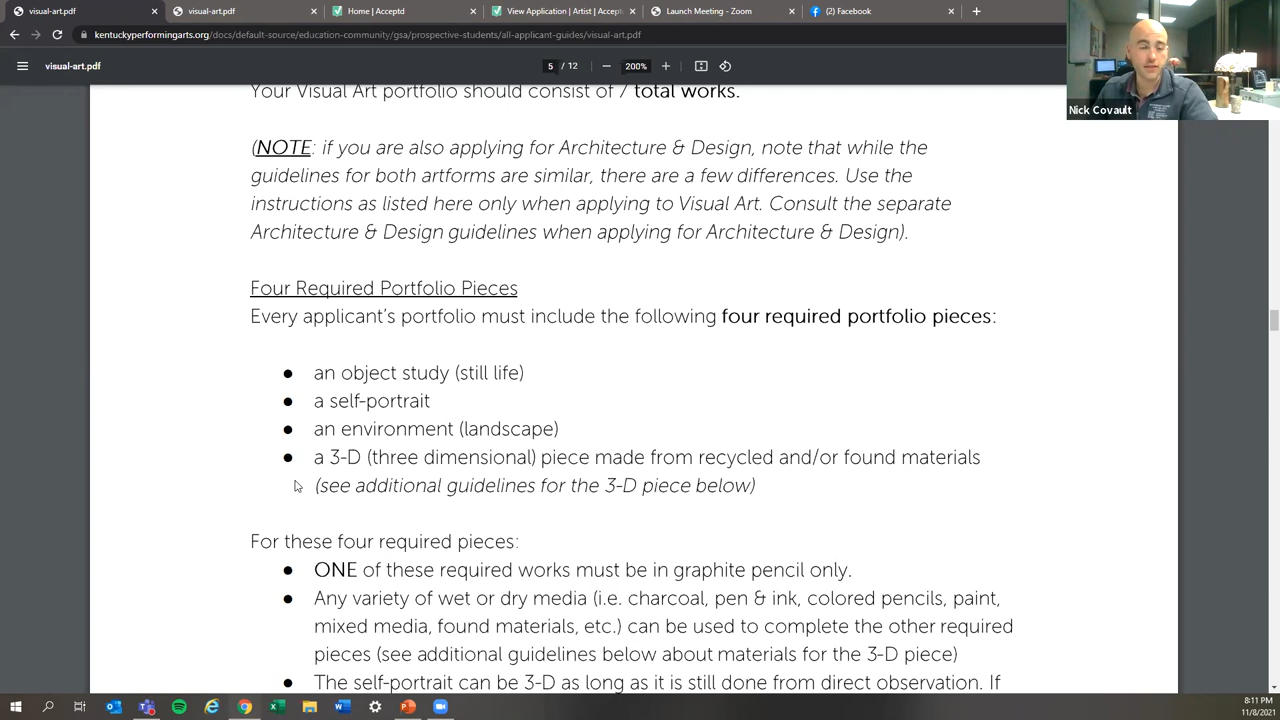 visual-art.pdf
visual-art.pdf
Home | Acceptd
View Application | Artist | Accept
Launch Meeting - Zoom
(2) Facebook
kentuckyperformingarts.org/docs/default-source/education-community/gsa/prospective-students/all-applicant-guides/visual-art.pdf
visual-art.pdf
5 / 12
200%
Nick Covault
Your Visual Art portfolio should consist of 7 total works.
(NOTE: if you are also applying for Architecture & Design, note that while the
guidelines for both artforms are similar, there are a few differences. Use the
instructions as listed here only when applying to Visual Art. Consult the separate
Architecture & Design guidelines when applying for Architecture & Design).
Four Required Portfolio Pieces
Every applicant's portfolio must include the following four required portfolio pieces:
● an object study (still life)
● a self-portrait
● an environment (landscape)
● a 3-D (three dimensional) piece made from recycled and/or found materials
(see additional guidelines for the 3-D piece below)
For these four required pieces:
● ONE of these required works must be in graphite pencil only.
● Any variety of wet or dry media (i.e. charcoal, pen & ink, colored pencils, paint,
mixed media, found materials, etc.) can be used to complete the other required
pieces (see additional guidelines below about materials for the 3-D piece)
● The self-portrait can be 3-D as long as it is still done from direct observation. If
8:11 PM
11/8/2021